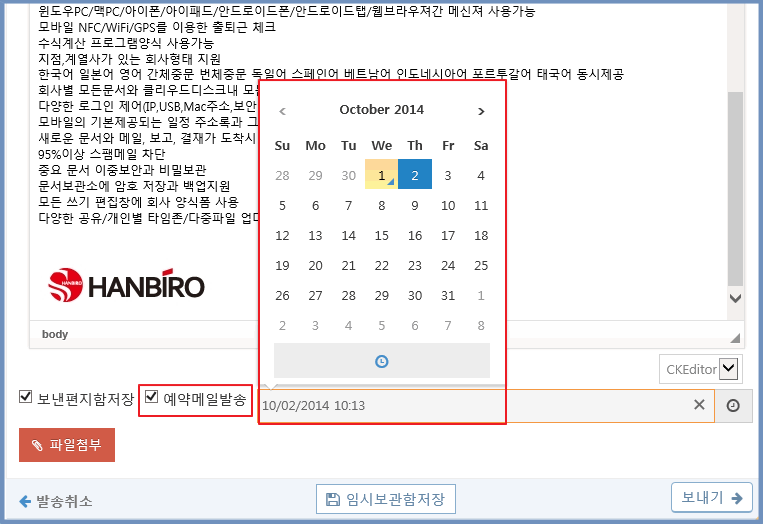 윈도우PC/맥PC/아이폰/아이패드/안드로이드폰/안드로이드탭/웹브라우져간 메신져 사용가능
모바일 NFC/WiFi/GPS를 이용한 출퇴근 체크
수식계산 프로그램양식 사용가능
지점,계열사가 있는 회사형태 지원
한국어 일본어 영어 간체중문 번체중문 독일어 스페인어 베트남어 인도네시아어 포르투갈어 태국어 동시제공
회사별 모든문서와 클라우드디스크내 모든
다양한 로그인 제어(IP,USB,Mac주소,보안
모바일의 기본제공되는 일정 주소록과 그
새로운 문서와 메일, 보고, 결재가 도착시
95%이상 스팸메일 차단
중요 문서 이중보안과 비밀보관
문서보관소에 암호 저장과 백업지원
모든 쓰기 편집창에 회사 양식폼 사용
다양한 공유/개인별 타임존/다중파일 업
HANBIRO
body
October 2014
Su Mo Tu We Th Fr Sa
28 29 30 1 2 3 4
5 6 7 8 9 10 11
12 13 14 15 16 17 18
19 20 21 22 23 24 25
26 27 28 29 30 31 1
2 3 4 5 6 7 8
CKEditor
보낸편지함저장 예약메일발송 10/02/2014 10:13
파일첨부
발송취소 임시보관함저장 보내기